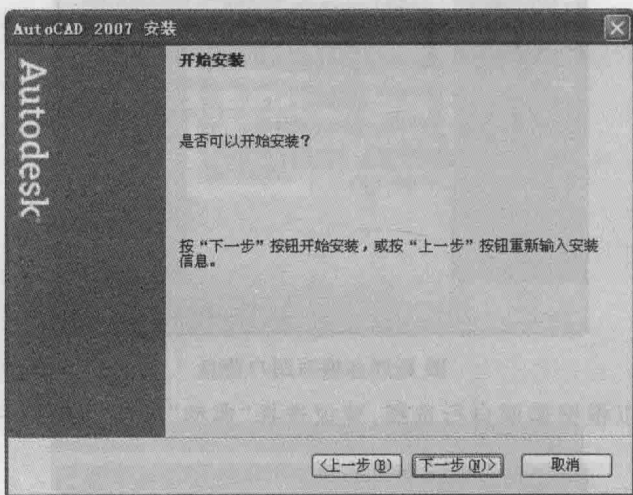 AutoCAD 2007 安装
Autodesk
开始安装
是否可以开始安装?
按“下一步”按钮开始安装,或按“上一步”按钮重新输入安装
信息。
<上一步(B)
下一步(N)>
取消